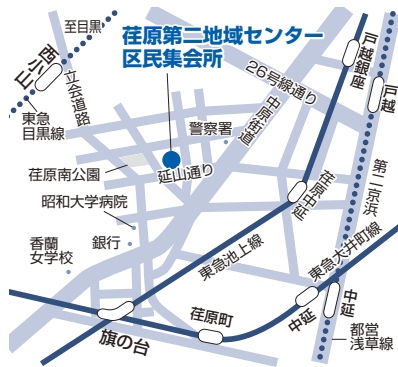 至目黒
荏原第二地域センター
区民集会所
西小山
立会道路
26号線通り
戸越銀座
戸越
東急
目黒線
警察署
中原街道
荏原南公園
延山通り
第二京浜
昭和大学病院
荏原中延
香蘭
女学校
銀行
東急池上線
東急大井町線
荏原町
中延
中延
旗の台
都営
浅草線